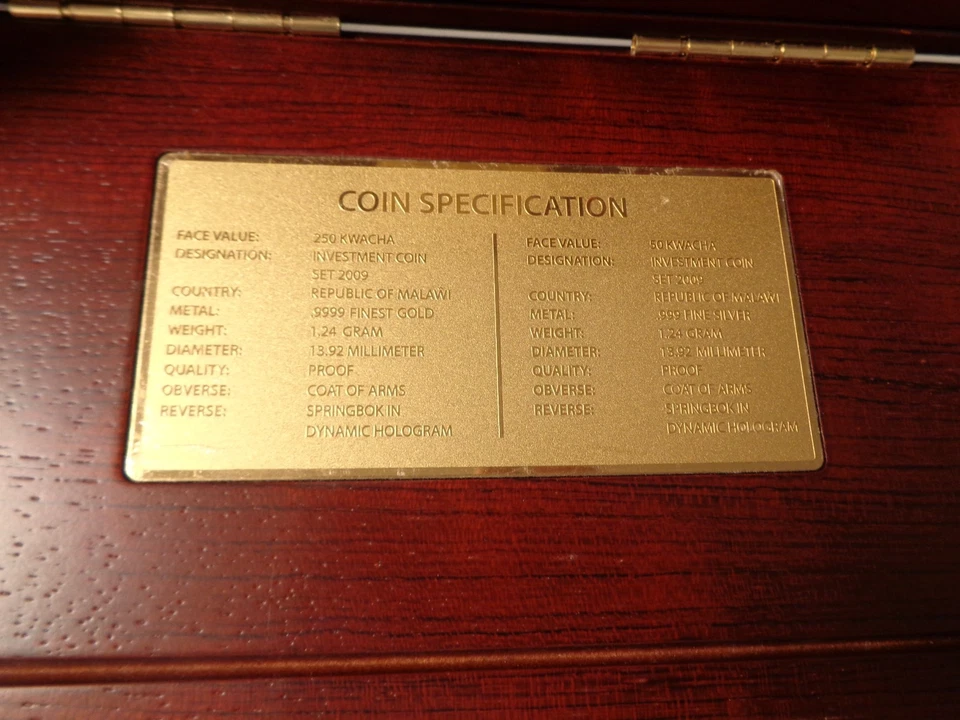 COIN SPECIFICATION
FACE VALUE: 250 KWACHA
DESIGNATION: INVESTMENT COIN
SET 2009
COUNTRY: REPUBLIC OF MALAWI
METAL: .9999 FINEST GOLD
WEIGHT: 1.24 GRAM
DIAMETER: 13.92 MILLIMETER
QUALITY: PROOF
OBVERSE: COAT OF ARMS
REVERSE: SPRINGBOK IN
DYNAMIC HOLOGRAM
FACE VALUE: 50 KWACHA
DESIGNATION: INVESTMENT COIN
SET 2009
COUNTRY: REPUBLIC OF MALAWI
METAL: .999 FINE SILVER
WEIGHT: 1.24 GRAM
DIAMETER: 13.92 MILLIMETER
QUALITY: PROOF
OBVERSE: COAT OF ARMS
REVERSE: SPRINGBOK IN
DYNAMIC HOLOGRAM